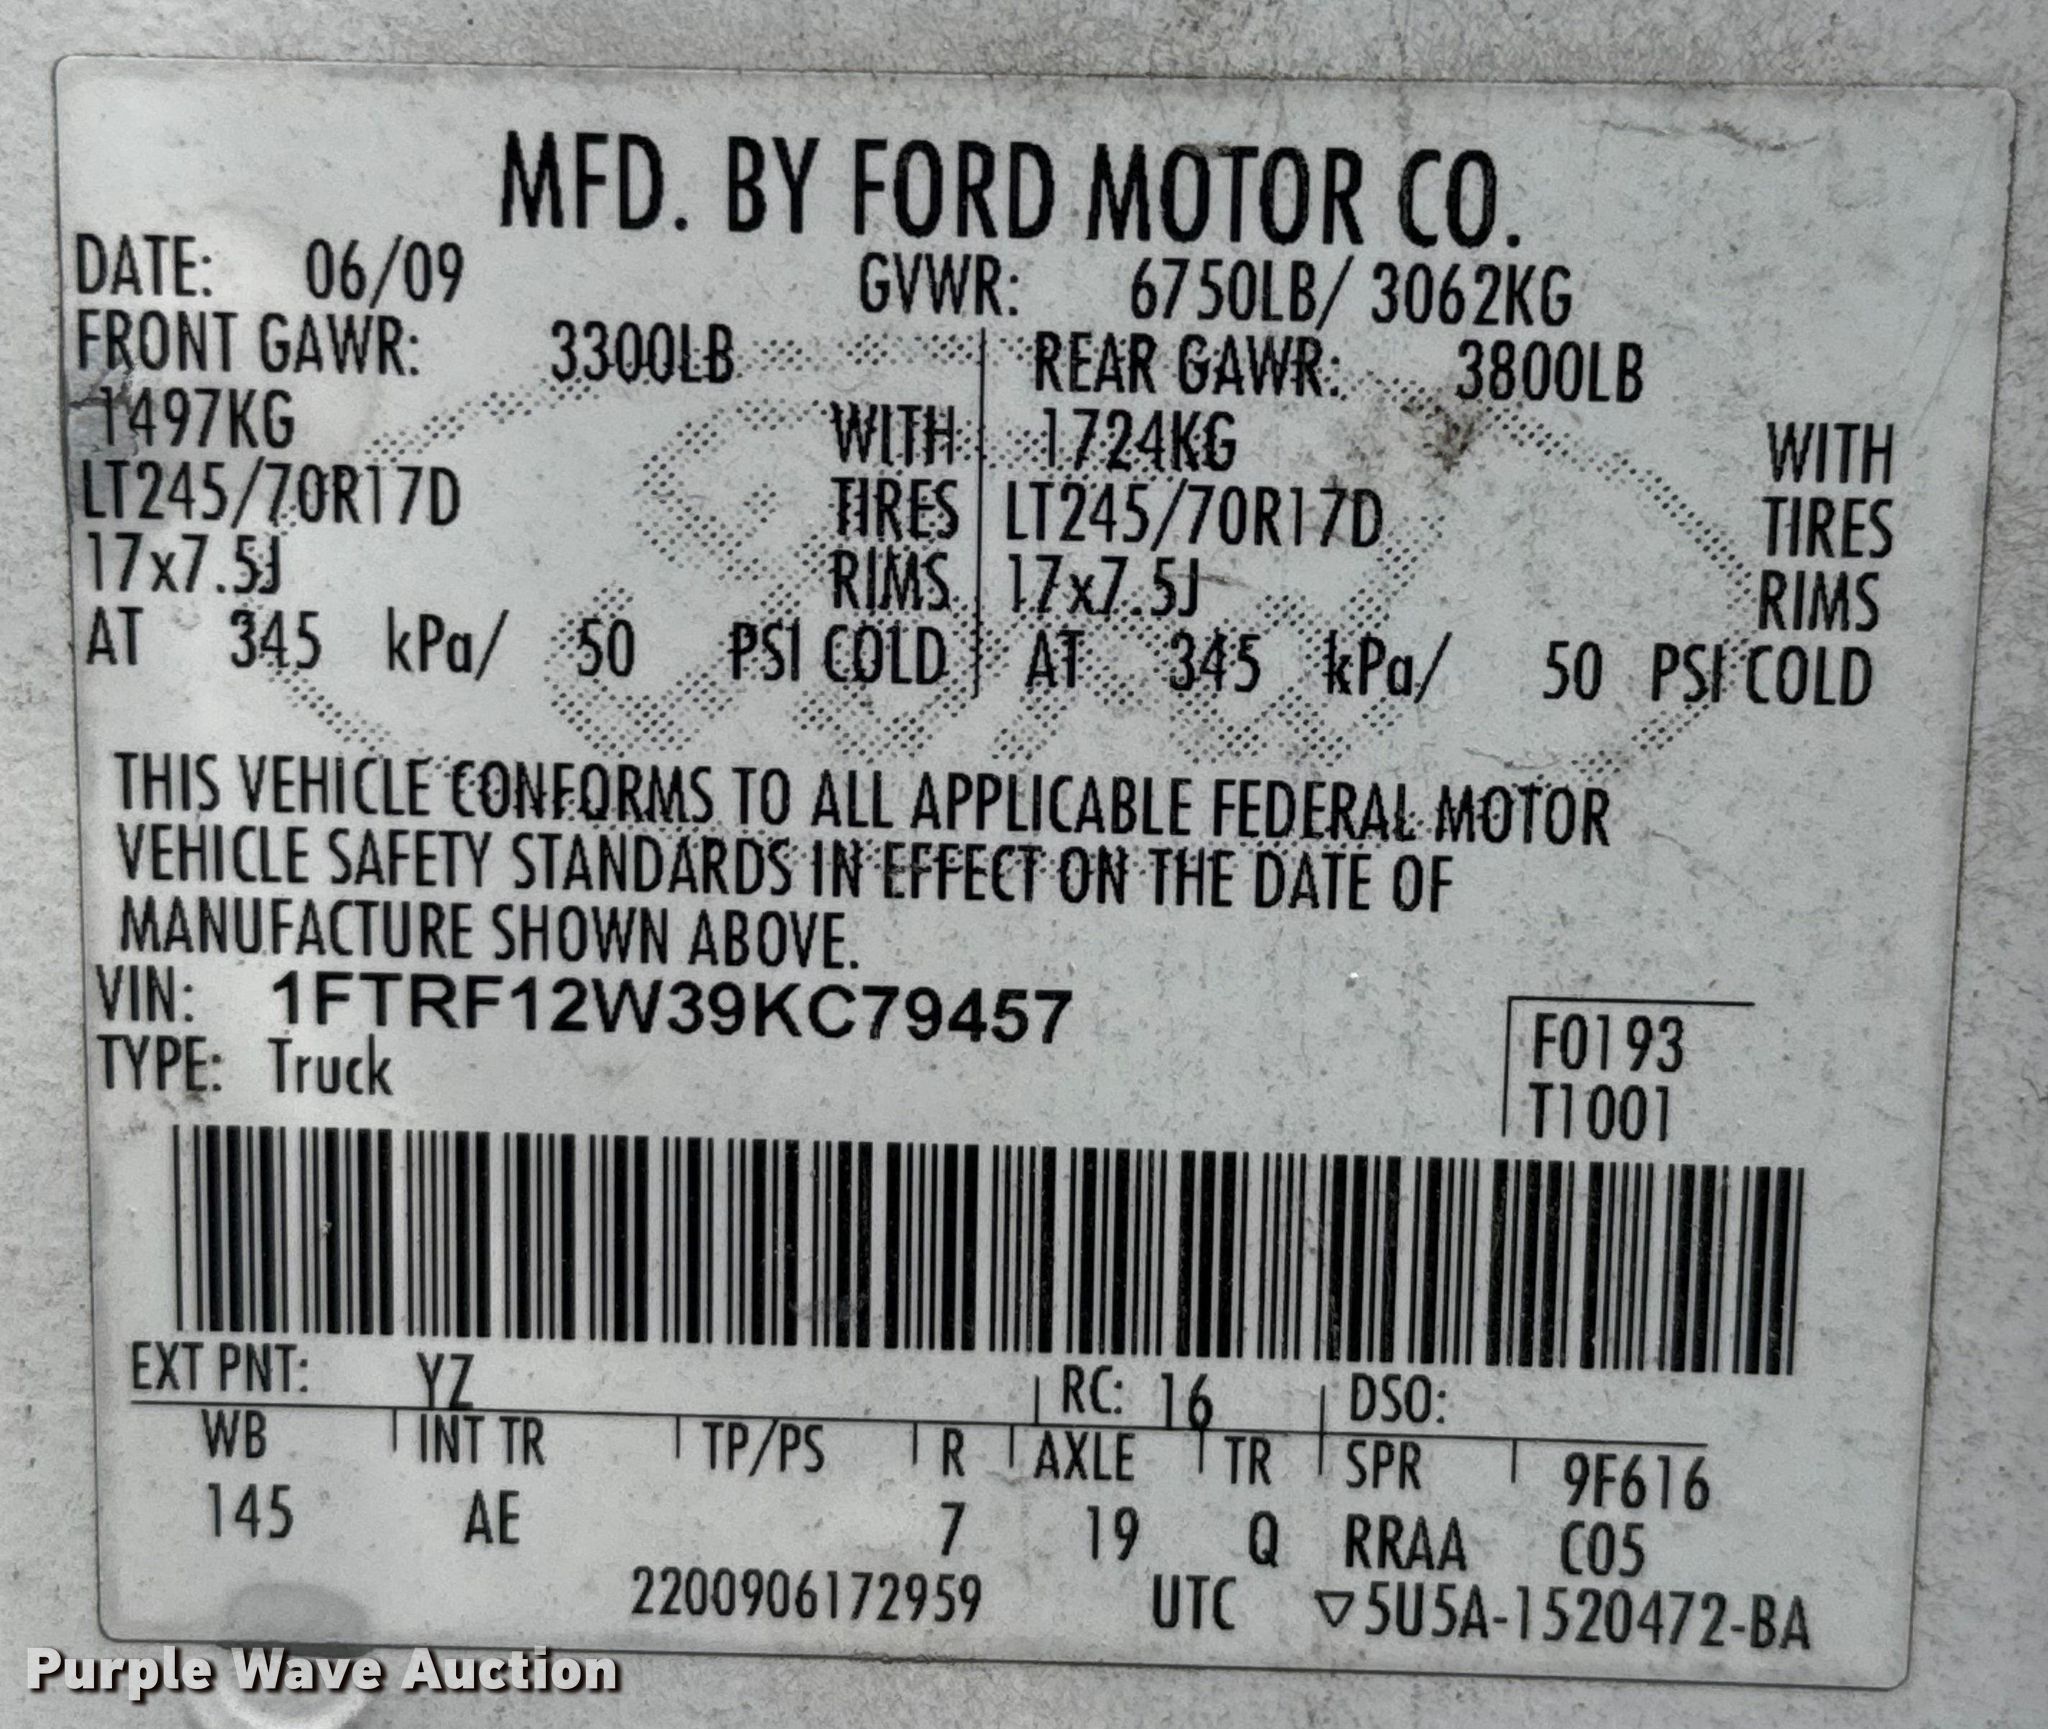 MFD. BY FORD MOTOR CO.
DATE: 06/09 GVWR: 6750LB/ 3062KG
FRONT GAWR: 3300LB REAR GAWR: 3800LB
1497KG WITH 1724KG WITH
LT245/70R17D TIRES LT245/70R17D TIRES
17x7.5J RIMS 17x7.5J RIMS
AT 345 kPa/ 50 PSI COLD AT 345 kPa/ 50 PSI COLD
THIS VEHICLE CONFORMS TO ALL APPLICABLE FEDERAL MOTOR
VEHICLE SAFETY STANDARDS IN EFFECT ON THE DATE OF
MANUFACTURE SHOWN ABOVE.
VIN: 1FTRF12W39KC79457
F0193
TYPE: Truck
T1001
EXT PNT: YZ RC: 16 DSO:
WB INT TR TP/PS R AXLE TR SPR 9F616
145 AE 7 19 Q RRAA C05
2200906172959 UTC ▽5U5A-1520472-BA
Purple Wave Auction